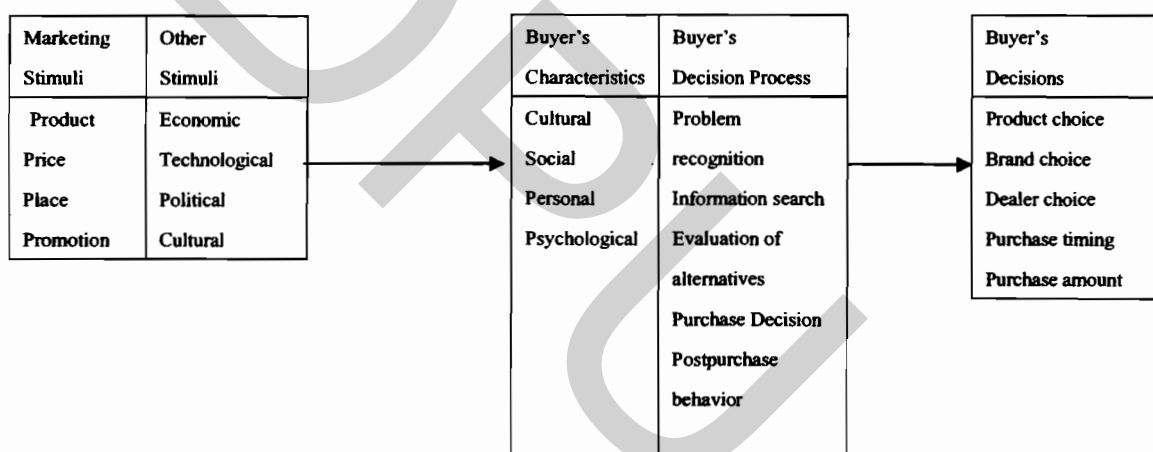 Marketing
Stimuli
Other
Stimuli
Product
Price
Place
Promotion
Economic
Technological
Political
Cultural
Buyer's
Characteristics
Buyer's
Decision Process
Cultural
Social
Personal
Psychological
Problem
recognition
Information search
Evaluation of
alternatives
Purchase Decision
Postpurchase
behavior
Buyer's
Decisions
Product choice
Brand choice
Dealer choice
Purchase timing
Purchase amount